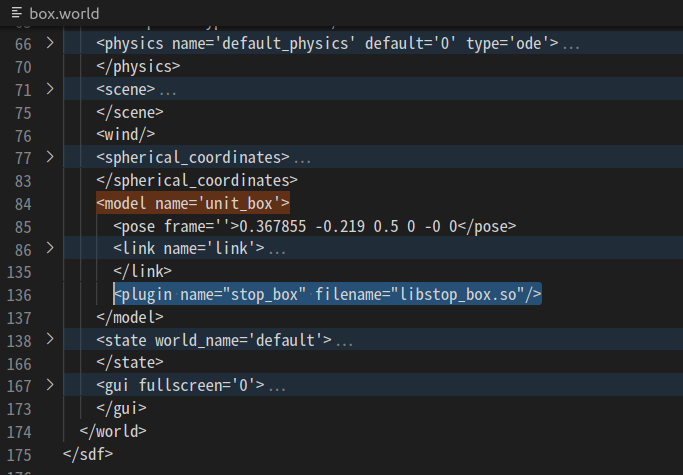 box.world
66 > <physics name='default_physics' default='0' type='ode'>...
70 </physics>
71 > <scene>...
75 </scene>
76 <wind/>
77 > <spherical_coordinates>...
83 </spherical_coordinates>
84 <model name='unit_box'>
85 <pose frame=''>0.367855 -0.219 0.5 0 -0 0</pose>
86 > <link name='link'>...
135 </link>
136 <plugin name="stop_box" filename="libstop_box.so"/>
137 </model>
138 > <state world_name='default'>...
166 </state>
167 > <gui fullscreen='0'>...
173 </gui>
174 </world>
175 </sdf>